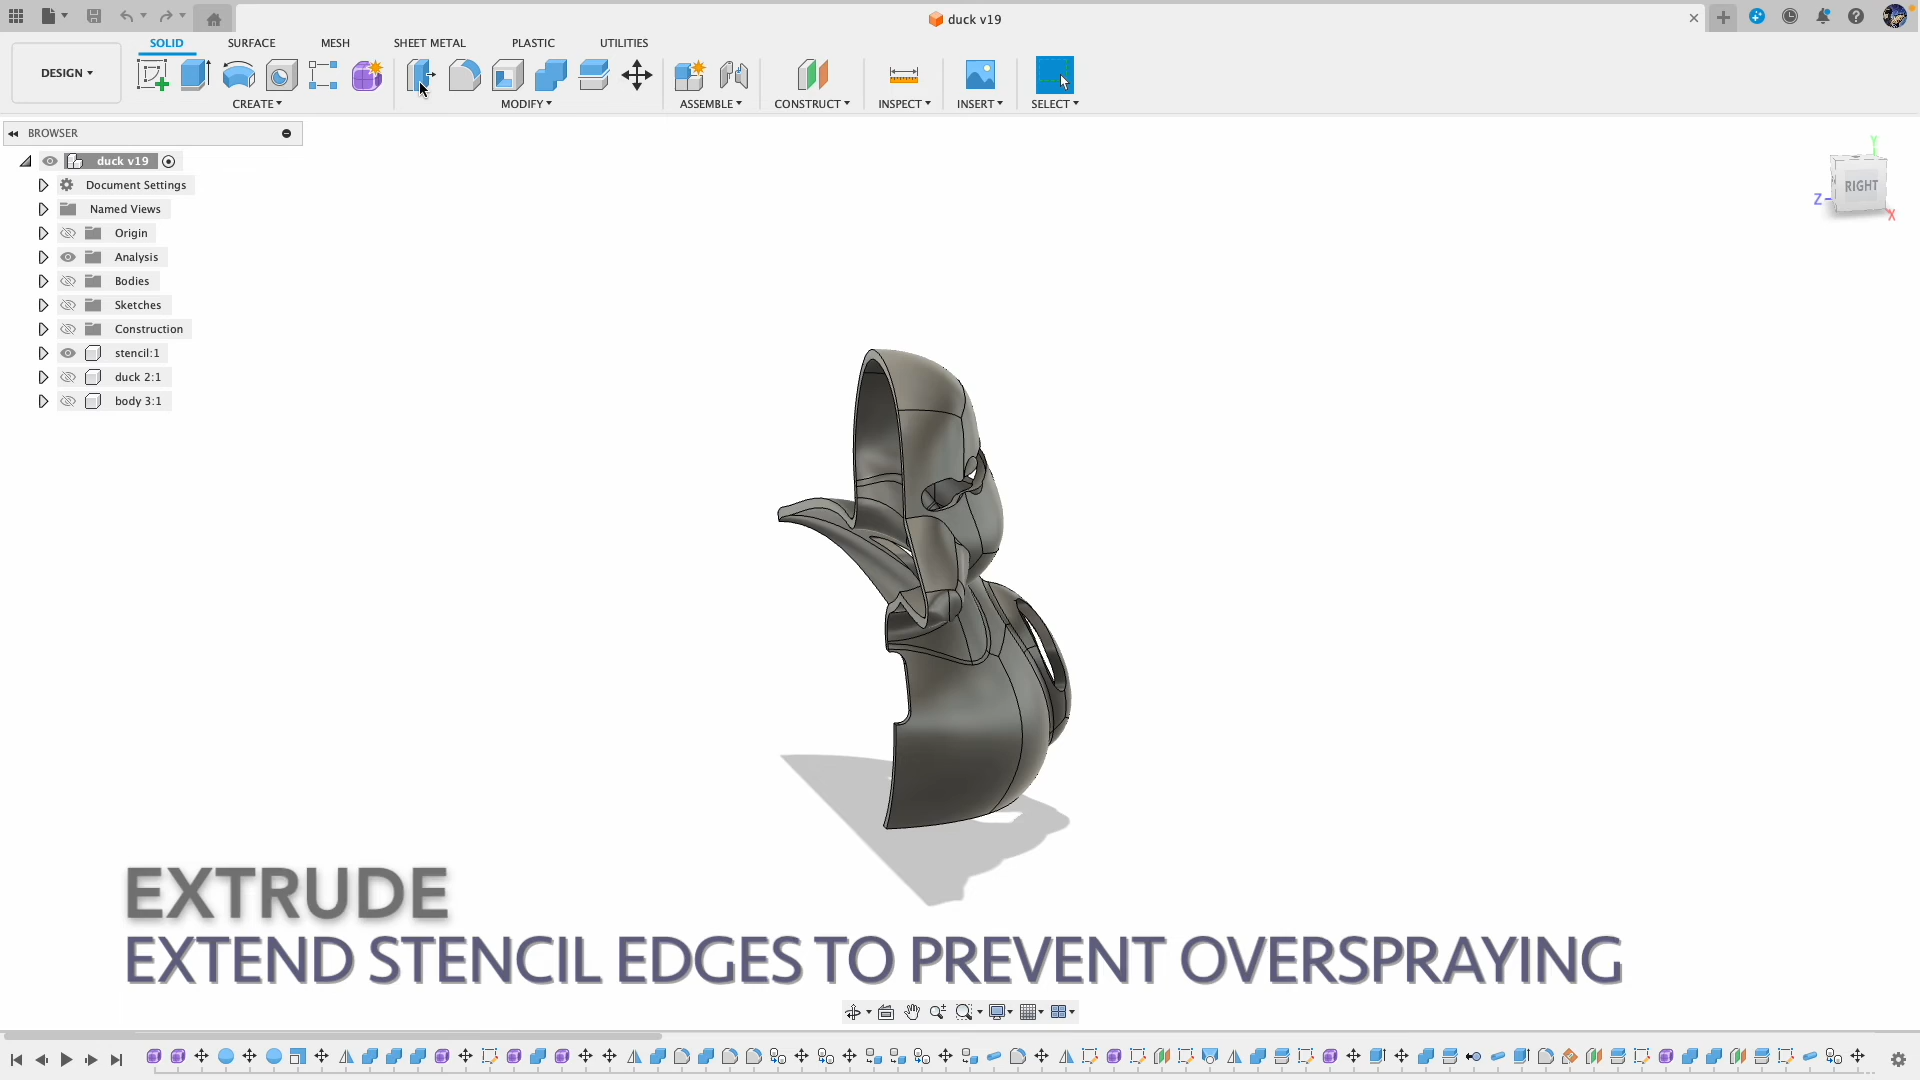 duck v19
DESIGN
SOLID
SURFACE
MESH
SHEET METAL
PLASTIC
UTILITIES
CREATE
MODIFY
ASSEMBLE
CONSTRUCT
INSPECT
INSERT
SELECT
BROWSER
duck v19
Document Settings
Named Views
Origin
Analysis
Bodies
Sketches
Construction
stencil:1
duck 2:1
body 3:1
Y
RIGHT
Z
X
EXTRUDE
EXTEND STENCIL EDGES TO PREVENT OVERSPRAYING